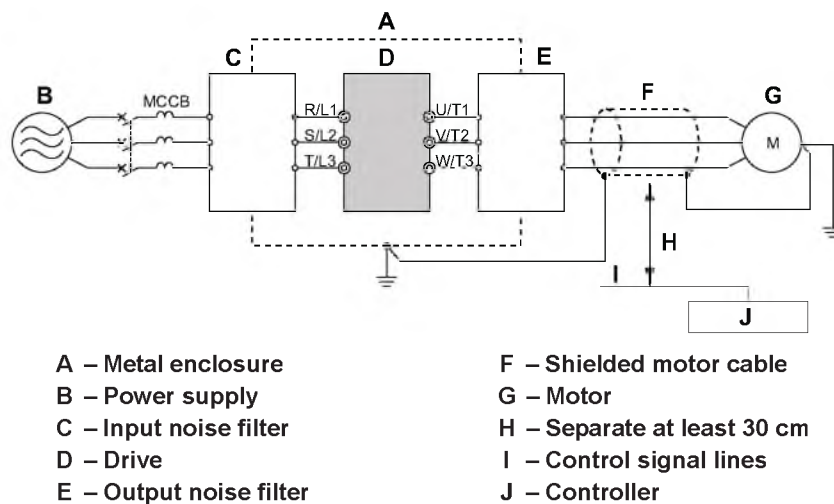 A
C
D
E
B
MCCB
F
G
R/L1
U/T1
S/L2
V/T2
M
T/L3
W/T3
H
I
J
A – Metal enclosure
B – Power supply
C – Input noise filter
D – Drive
E – Output noise filter
F – Shielded motor cable
G – Motor
H – Separate at least 30 cm
I – Control signal lines
J – Controller